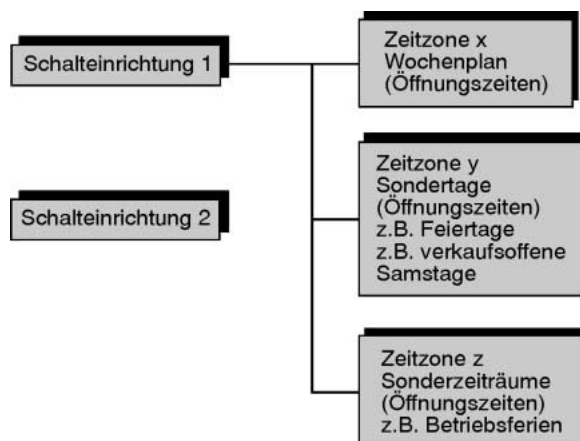 Schalteinrichtung 1
Zeitzone x
Wochenplan
(Öffnungszeiten)
Schalteinrichtung 2
Zeitzone y
Sondertage
(Öffnungszeiten)
z.B. Feiertage
z.B. verkaufsoffene
Samstage
Zeitzone z
Sonderzeiträume
(Öffnungszeiten)
z.B. Betriebsferien